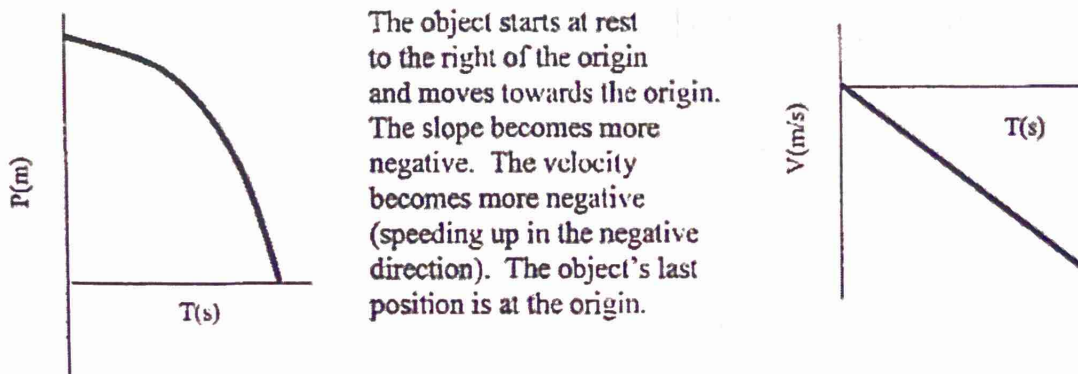 P(m)
T(s)
The object starts at rest
to the right of the origin
and moves towards the origin.
The slope becomes more
negative. The velocity
becomes more negative
(speeding up in the negative
direction). The object's last
position is at the origin.
V(m/s)
T(s)